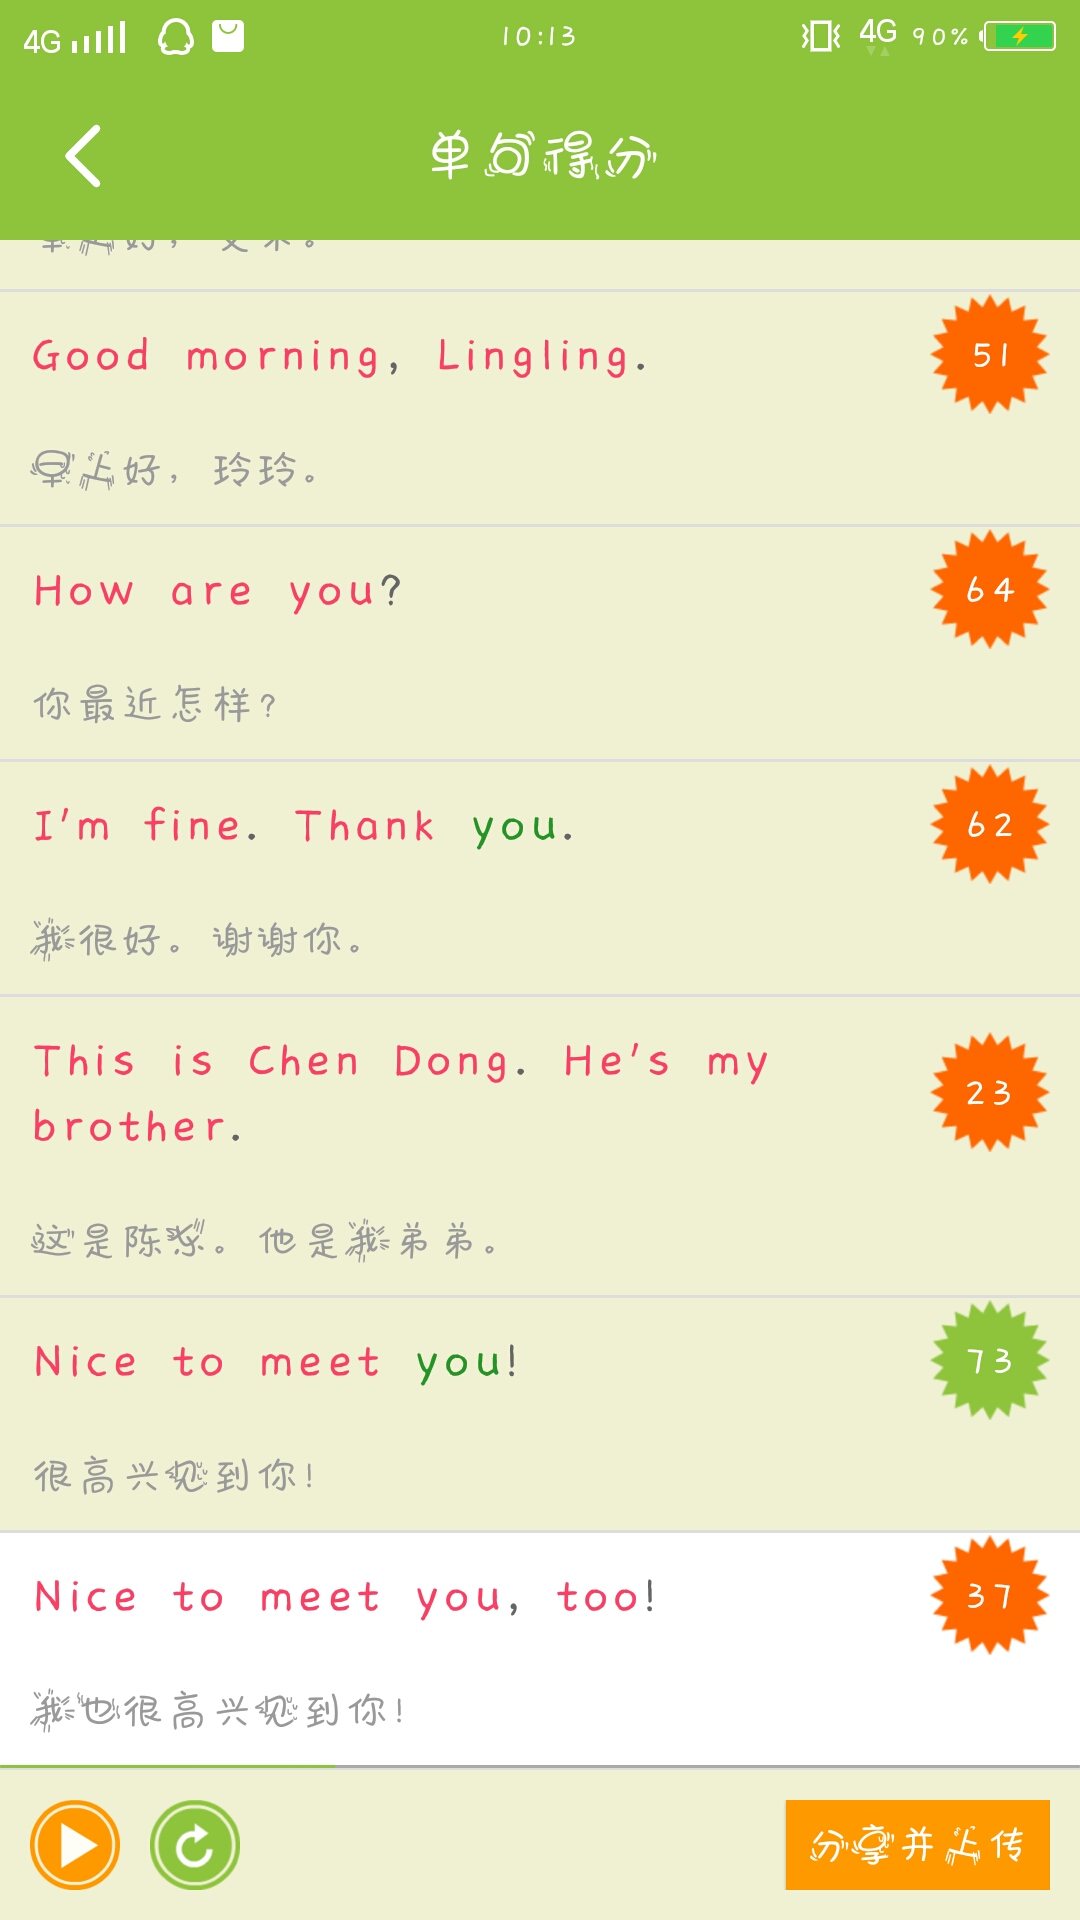 4G 10:13 4G 90%
单句得分
Good morning, Lingling.
51
早上好，玲玲。
How are you?
64
你最近怎样?
I'm fine. Thank you.
62
我很好。谢谢你。
This is Chen Dong. He's my
brother.
23
这是陈东。他是我弟弟。
Nice to meet you!
73
很高兴见到你!
Nice to meet you, too!
37
我也很高兴见到你!
分享并上传